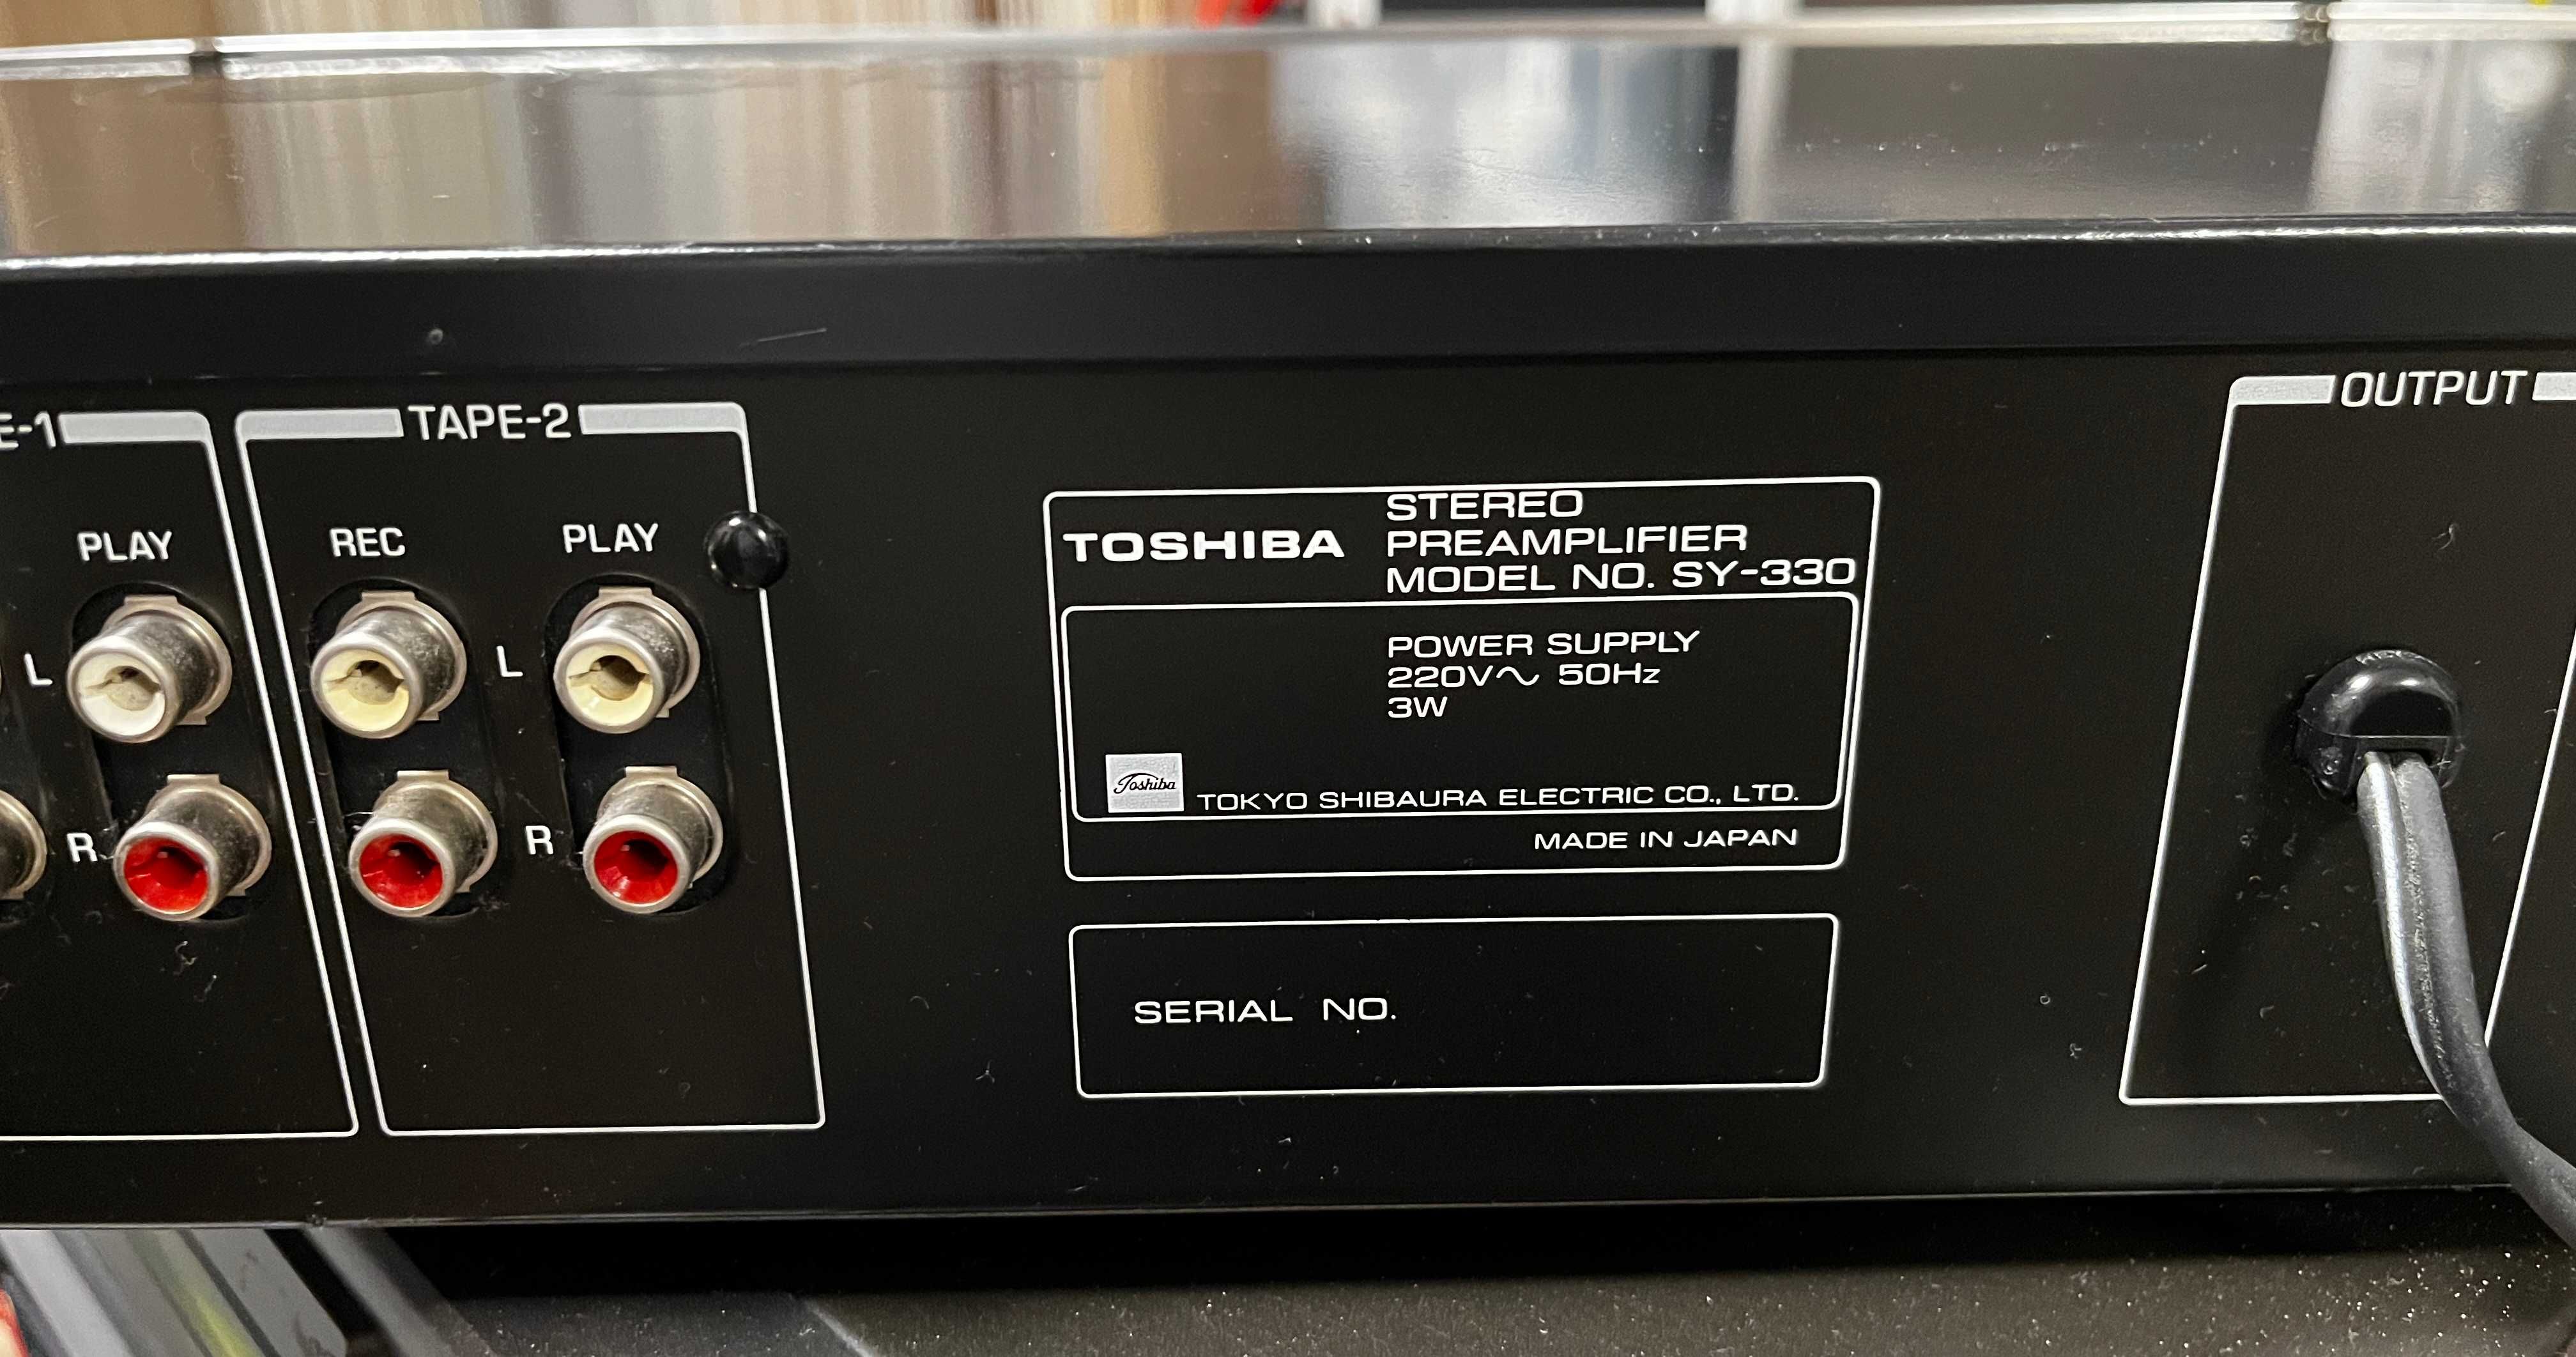 E-1
TAPE-2
OUTPUT
PLAY
REC
PLAY
L
L
R
R
TOSHIBA
STEREO
PREAMPLIFIER
MODEL NO. SY-330
POWER SUPPLY
220V~ 50Hz
3W
Toshiba
TOKYO SHIBAURA ELECTRIC CO., LTD.
MADE IN JAPAN
SERIAL NO.